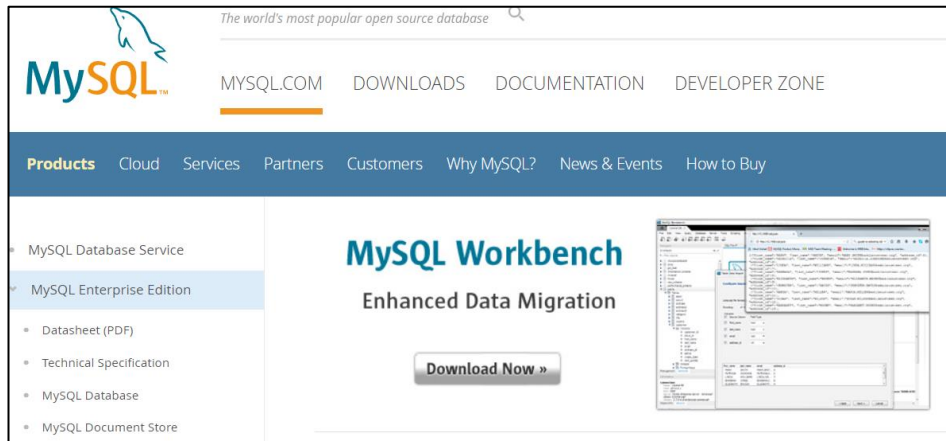 The world's most popular open source database
MySQL™
MYSQL.COM DOWNLOADS DOCUMENTATION DEVELOPER ZONE
Products Cloud Services Partners Customers Why MySQL? News & Events How to Buy
MySQL Database Service
MySQL Enterprise Edition
Datasheet (PDF)
Technical Specification
MySQL Database
MySQL Document Store
MySQL Workbench
Enhanced Data Migration
Download Now »